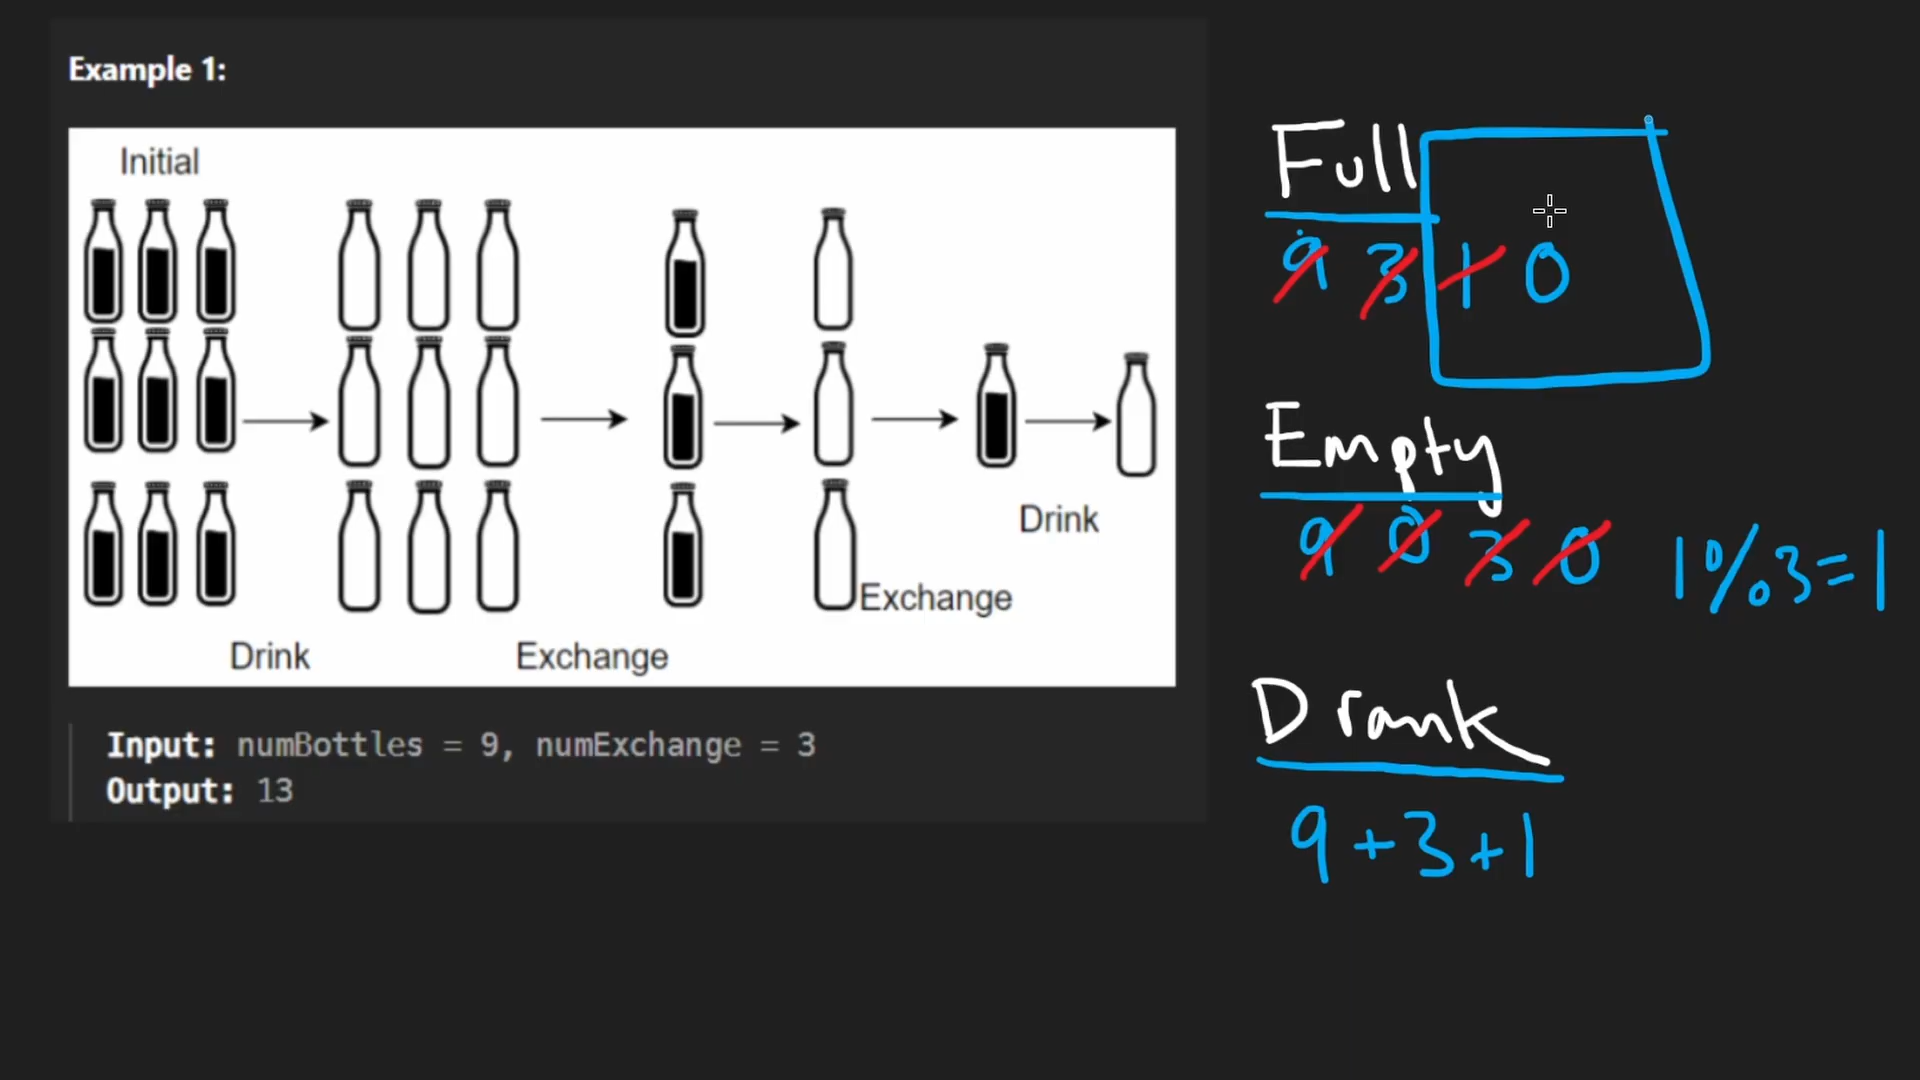 Example 1:
Initial
Drink
Exchange
Exchange
Drink
Input: numBottles = 9, numExchange = 3
Output: 13
Full
9 3 1 0
Empty
9 0 3 0 1%3=1
Drank
9+3+1